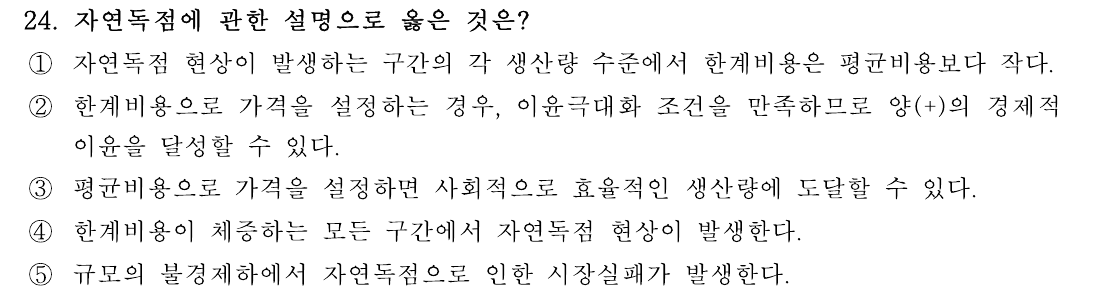 24. 자연독점에 관한 설명으로 옳은 것은?
① 자연독점 현상이 발생하는 구간의 각 생산량 수준에서 한계비용은 평균비용보다 작다.
② 한계비용으로 가격을 설정하는 경우, 이윤극대화 조건을 만족하므로 양(+)의 경제적
이윤을 달성할 수 있다.
③ 평균비용으로 가격을 설정하면 사회적으로 효율적인 생산량에 도달할 수 있다.
④ 한계비용이 체증하는 모든 구간에서 자연독점 현상이 발생한다.
⑤ 규모의 불경제하에서 자연독점으로 인한 시장실패가 발생한다.